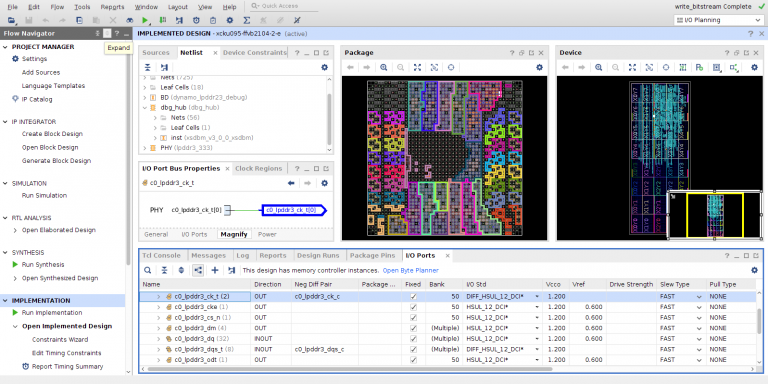 File Edit Flow Tools Reports Window Layout View Help Quick Access
write_bitstream Complete
I/O Planning
Flow Navigator
Expand
IMPLEMENTED DESIGN - xcku095-ffvb2104-2-e (active)
PROJECT MANAGER
Settings
Add Sources
Language Templates
IP Catalog
IP INTEGRATOR
Create Block Design
Open Block Design
Generate Block Design
SIMULATION
Run Simulation
RTL ANALYSIS
Open Elaborated Design
SYNTHESIS
Run Synthesis
Open Synthesized Design
IMPLEMENTATION
Run Implementation
Open Implemented Design
Constraints Wizard
Edit Timing Constraints
Report Timing Summary
Sources Netlist Device Constraints
Nets (725)
Leaf Cells (18)
BD (dynamo_lpddr23_debug)
dbg_hub (dbg_hub)
Nets (56)
Leaf Cells (1)
inst (xsdbm_v3_0_0_xsdbm)
PHY (lpddr3_333)
I/O Port Bus Properties Clock Regions
c0_lpddr3_ck_t
PHY c0_lpddr3_ck_t[0] c0_lpddr3_ck_t[0]
General I/O Ports Magnify Power
Package
Device
Tcl Console Messages Log Reports Design Runs Package Pins I/O Ports
This design has memory controller instances. Open Byte Planner
Name Direction Neg Diff Pair Package ... Fixed Bank I/O Std Vcco Vref Drive Strength Slew Type Pull Type
c0_lpddr3_ck_t (2) OUT c0_lpddr3_ck_c 50 DIFF_HSUL_12_DCI* 1.200 FAST NONE
c0_lpddr3_cke (1) OUT 50 HSUL_12_DCI* 1.200 0.600 FAST NONE
c0_lpddr3_cs_n (1) OUT 50 HSUL_12_DCI* 1.200 0.600 FAST NONE
c0_lpddr3_dm (4) OUT (Multiple) HSUL_12_DCI* 1.200 0.600 FAST NONE
c0_lpddr3_dq (32) INOUT (Multiple) HSUL_12_DCI* 1.200 0.600 FAST NONE
c0_lpddr3_dqs_t (8) INOUT c0_lpddr3_dqs_c (Multiple) DIFF_HSUL_12_DCI* 1.200 FAST NONE
c0_lpddr3_odt (1) OUT 50 HSUL_12_DCI* 1.200 0.600 FAST NONE